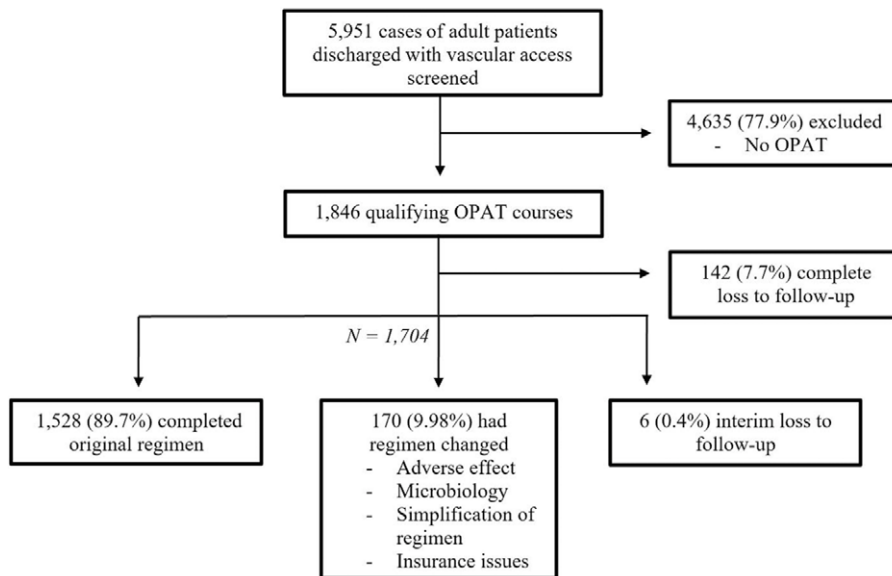 5,951 cases of adult patients
discharged with vascular access
screened
4,635 (77.9%) excluded
- No OPAT
1,846 qualifying OPAT courses
142 (7.7%) complete
loss to follow-up
N = 1,704
1,528 (89.7%) completed
original regimen
170 (9.98%) had
regimen changed
- Adverse effect
- Microbiology
- Simplification of
regimen
- Insurance issues
6 (0.4%) interim loss to
follow-up